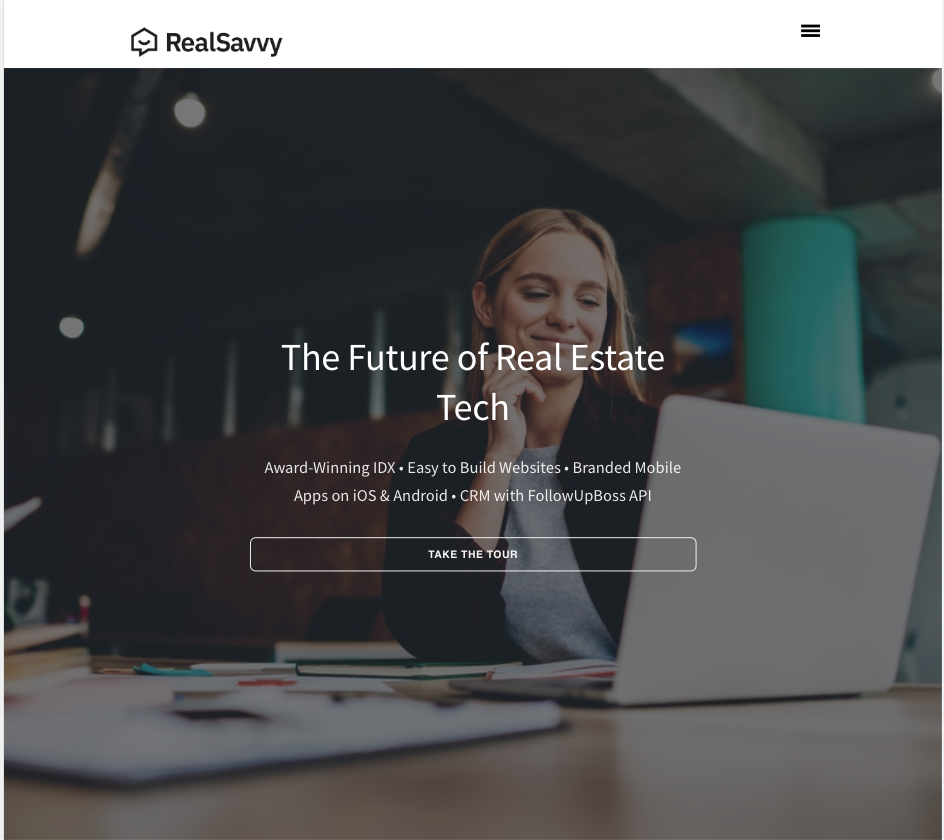 RealSavvy
The Future of Real Estate
Tech
Award-Winning IDX • Easy to Build Websites • Branded Mobile
Apps on iOS & Android • CRM with FollowUpBoss API
TAKE THE TOUR